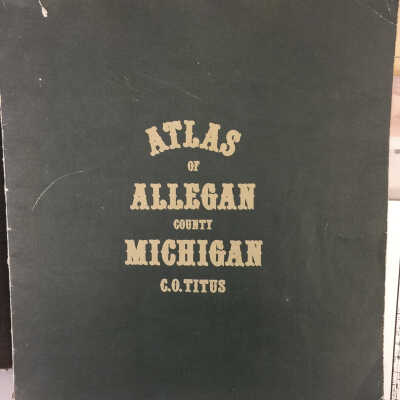 ATLAS
OF
ALLEGAN
COUNTY
MICHIGAN
C.O. TITUS